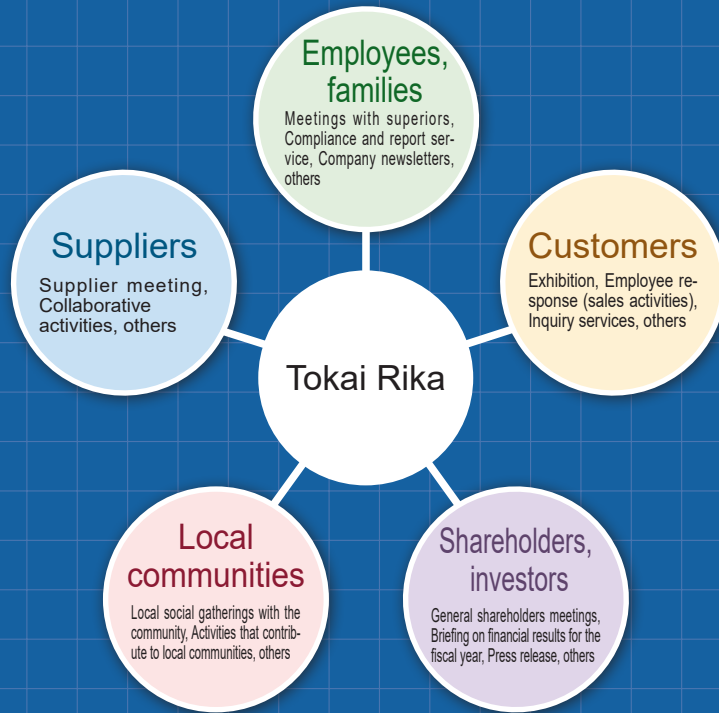 Employees,
families
Meetings with superiors,
Compliance and report ser-
vice, Company newsletters,
others
Suppliers
Supplier meeting,
Collaborative
activities, others
Customers
Exhibition, Employee re-
sponse (sales activities),
Inquiry services, others
Tokai Rika
Local
communities
Local social gatherings with the
community, Activities that contrib-
ute to local communities, others
Shareholders,
investors
General shareholders meetings,
Briefing on financial results for the
fiscal year, Press release, others